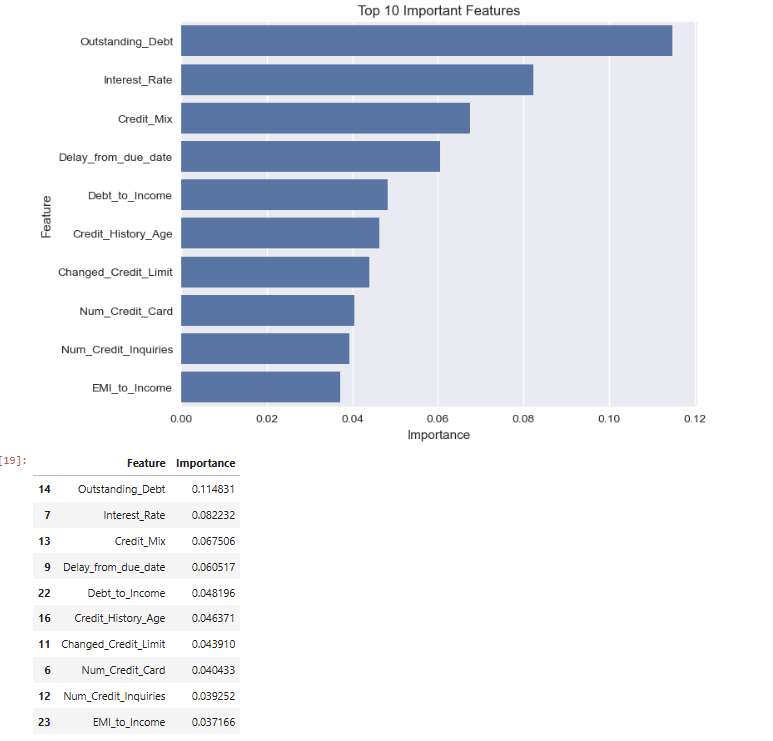 Top 10 Important Features
Outstanding_Debt
Interest_Rate
Credit_Mix
Delay_from_due_date
Debt_to_Income
Credit_History_Age
Changed_Credit_Limit
Num_Credit_Card
Num_Credit_Inquiries
EMI_to_Income
Feature
0.00 0.02 0.04 0.06 0.08 0.10 0.12
Importance
[19]:
Feature Importance
14 Outstanding_Debt 0.114831
7 Interest_Rate 0.082232
13 Credit_Mix 0.067506
9 Delay_from_due_date 0.060517
22 Debt_to_Income 0.048196
16 Credit_History_Age 0.046371
11 Changed_Credit_Limit 0.043910
6 Num_Credit_Card 0.040433
12 Num_Credit_Inquiries 0.039252
23 EMI_to_Income 0.037166